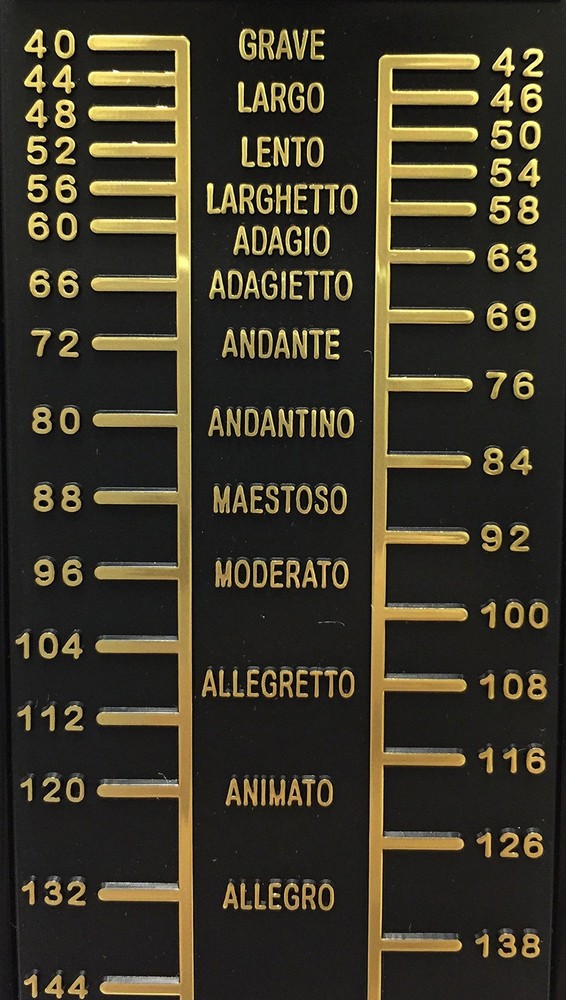 40 GRAVE 42
44 LARGO 46
48 50
52 LENTO 54
56 LARGHETTO 58
60 ADAGIO 63
66 ADAGIETTO 69
72 ANDANTE 76
80 ANDANTINO 84
88 MAESTOSO 92
96 MODERATO 100
104 ALLEGRETTO 108
112 116
120 ANIMATO 126
132 ALLEGRO 138
144